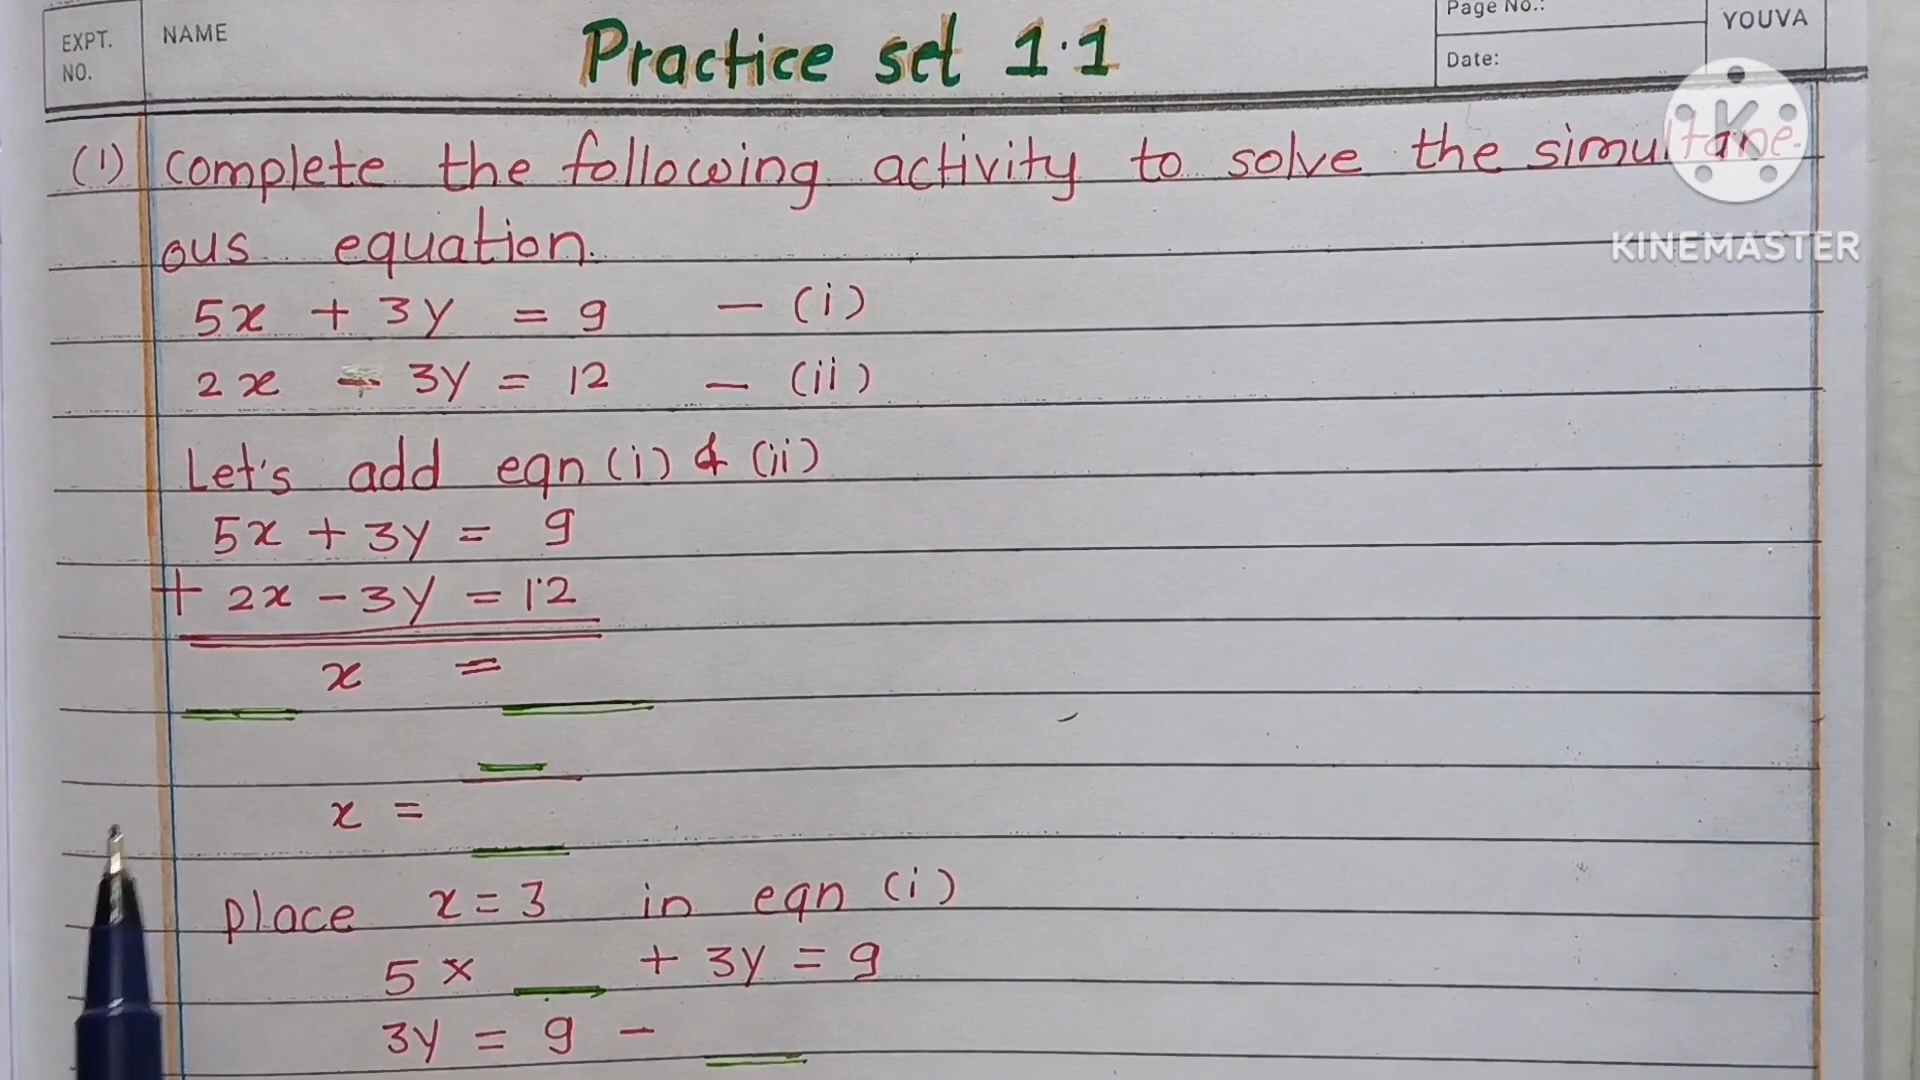 EXPT. NO.
NAME
Practice set 1.1
Page No.:
Date:
YOUVA
(1) Complete the following activity to solve the simultane-
ous equation.
5x + 3y = 9 — (i)
2x - 3y = 12 — (ii)
Let's add eqn (i) & (ii)
5x + 3y = 9
+ 2x - 3y = 12
x =
x =
place x = 3 in eqn (i)
5 × + 3y = 9
3y = 9 -
K
KINEMASTER